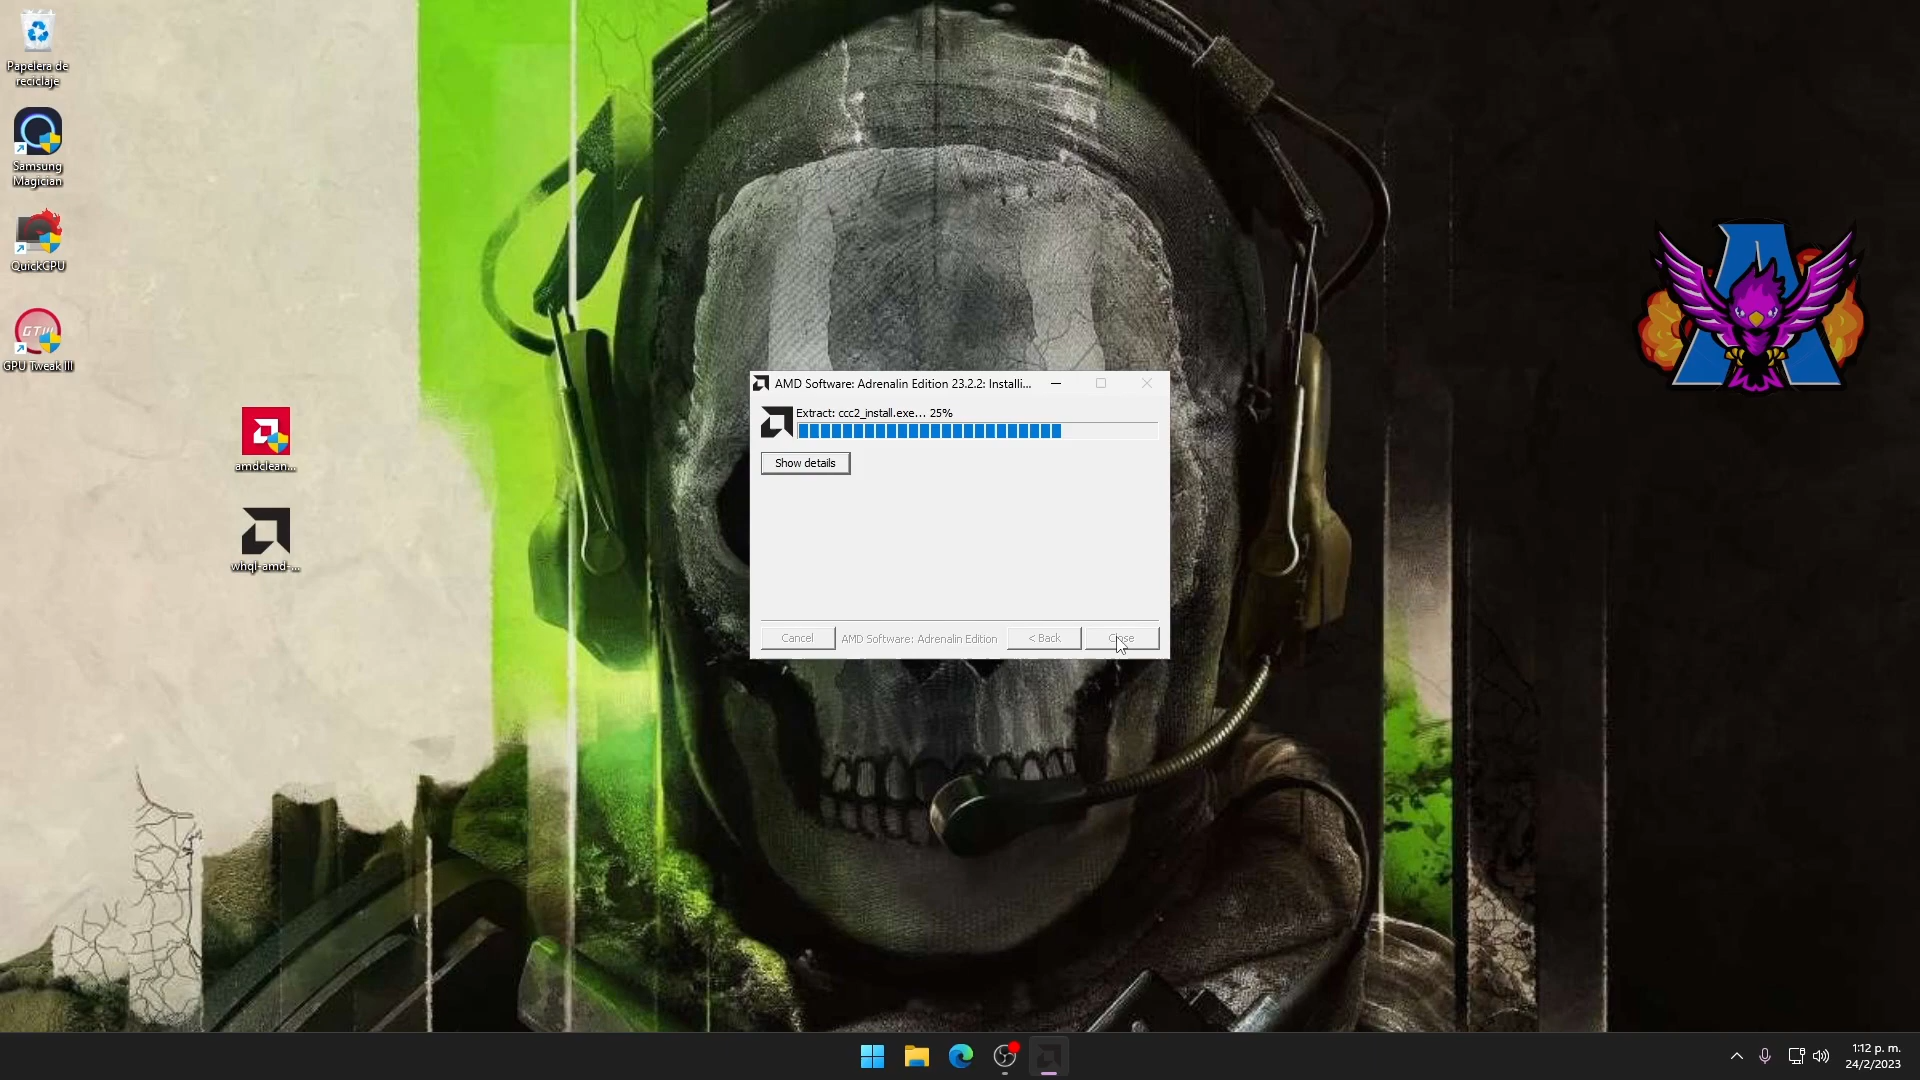 Papelera de
reciclaje
Samsung
Magician
QuickCPU
GTW
GPU Tweak III
amdclean...
whql-amd-...
AMD Software: Adrenalin Edition 23.2.2: Installi...
Extract: ccc2_install.exe... 25%
Show details
Cancel
AMD Software: Adrenalin Edition
< Back
Close
1:12 p. m.
24/2/2023